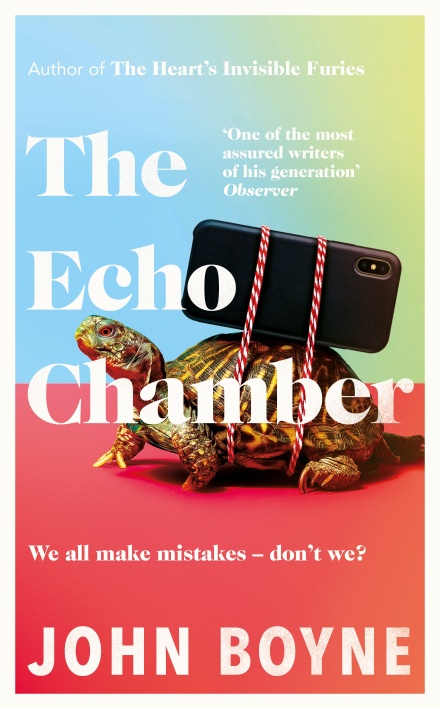 Author of The Heart's Invisible Furies
The
'One of the most
assured writers
of his generation'
Observer
Echo
Chamber
We all make mistakes – don't we?
JOHN BOYNE